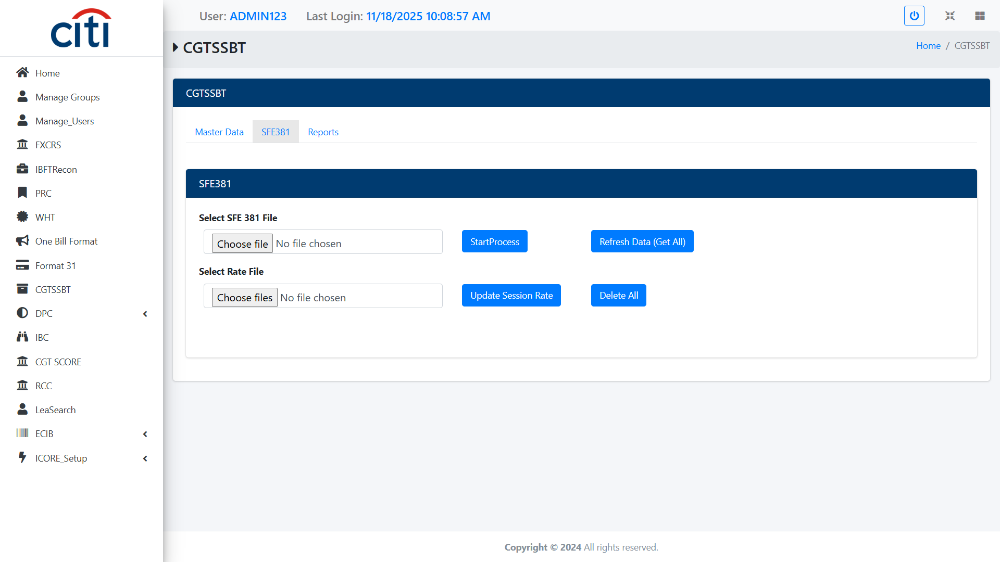 citi
User: ADMIN123 Last Login: 11/18/2025 10:08:57 AM
CGTSSBT
Home / CGTSSBT
Home
Manage Groups
Manage_Users
FXCRS
IBFTRecon
PRC
WHT
One Bill Format
Format 31
CGTSSBT
DPC
IBC
CGT SCORE
RCC
LeaSearch
ECIB
ICORE_Setup
CGTSSBT
Master Data SFE381 Reports
SFE381
Select SFE 381 File
Choose file No file chosen StartProcess Refresh Data (Get All)
Select Rate File
Choose files No file chosen Update Session Rate Delete All
Copyright © 2024 All rights reserved.